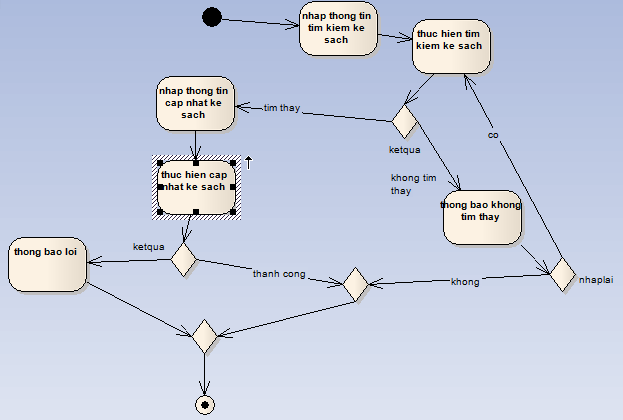 nhap thong tin
tim kiem ke
sach
thuc hien tim
kiem ke sach
nhap thong tin
cap nhat ke
sach
tim thay
co
ketqua
khong tim
thay
thuc hien cap
nhat ke sach
thong bao khong
tim thay
ketqua
thong bao loi
thanh cong
khong
nhaplai